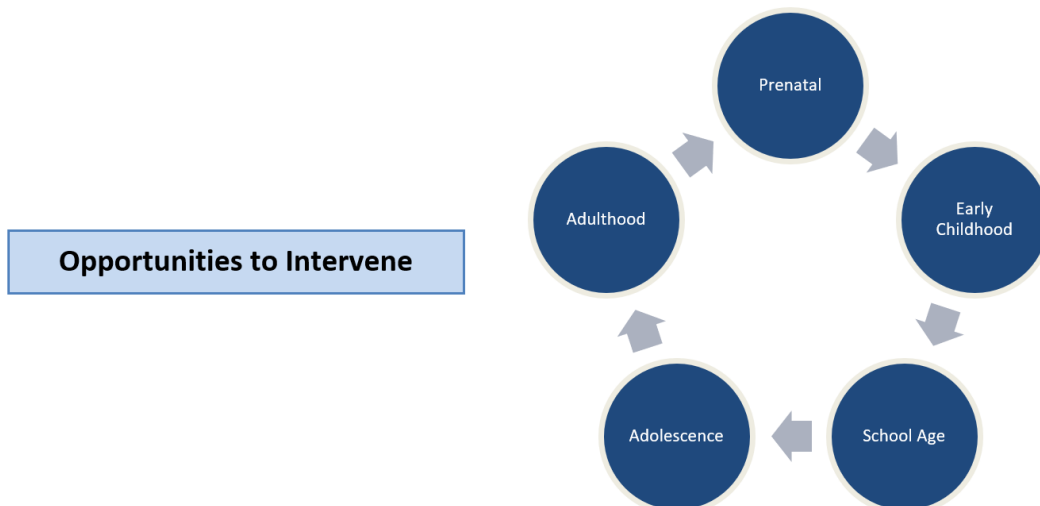 Opportunities to Intervene
Prenatal
Early
Childhood
School Age
Adolescence
Adulthood